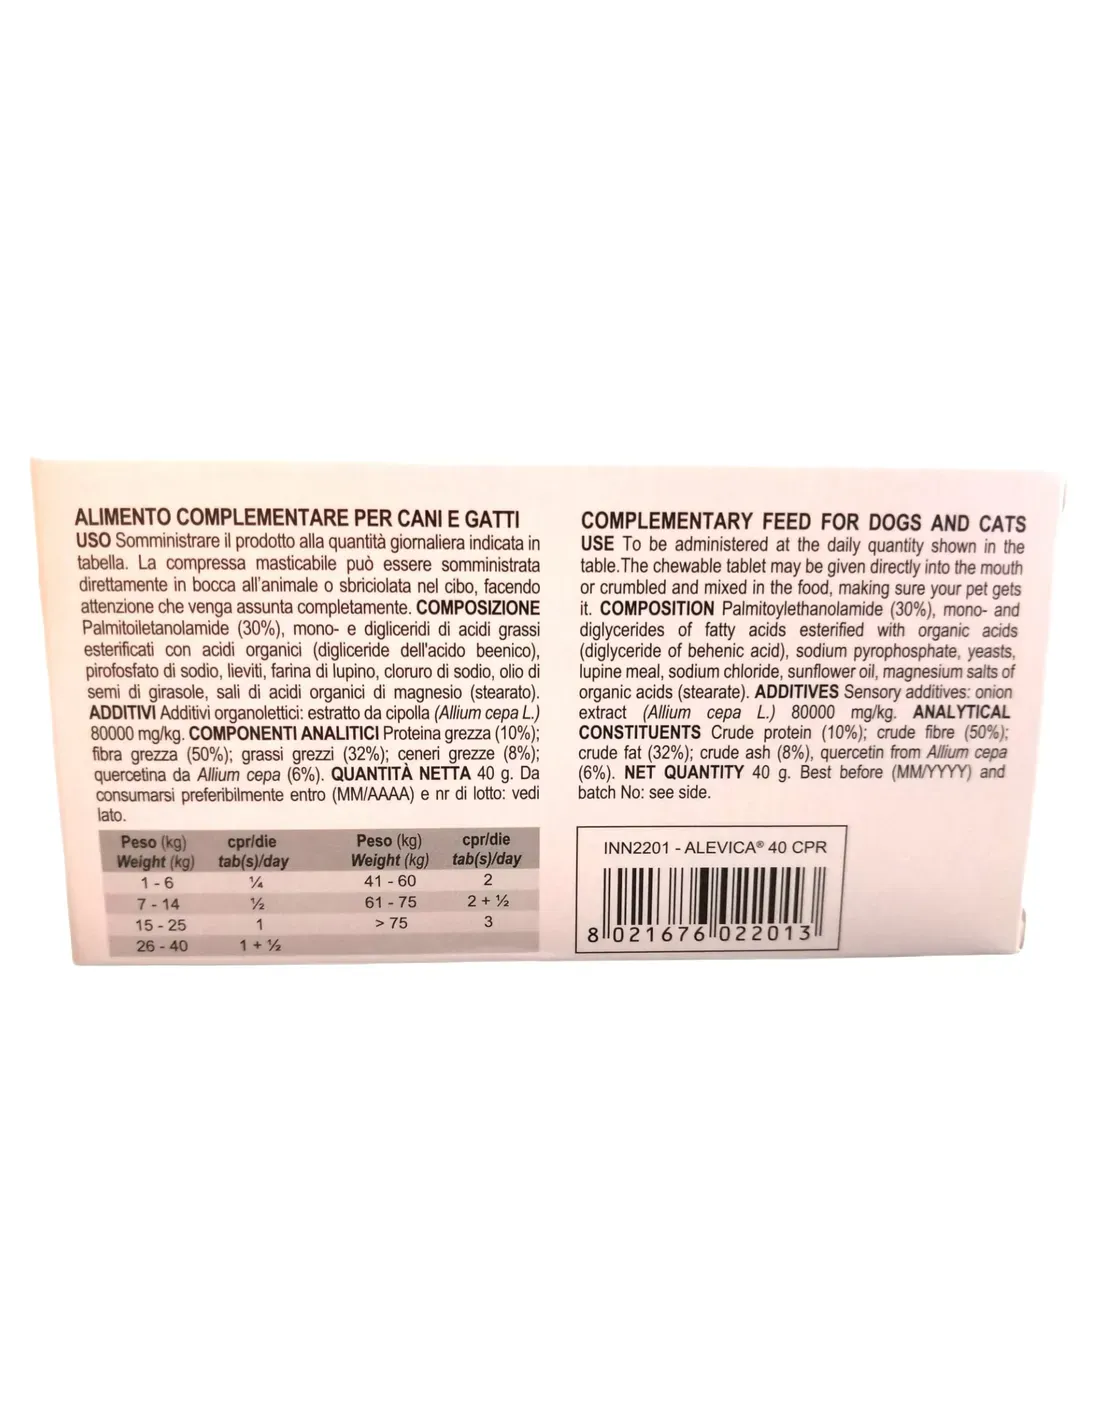 ALIMENTO COMPLEMENTARE PER CANI E GATTI
USO Somministrare il prodotto alla quantità giornaliera indicata in
tabella. La compressa masticabile può essere somministrata
direttamente in bocca all'animale o sbriciolata nel cibo, facendo
attenzione che venga assunta completamente. COMPOSIZIONE
Palmitoiletanolamide (30%), mono- e digliceridi di acidi grassi
esterificati con acidi organici (digliceride dell'acido beenico),
pirofosfato di sodio, lieviti, farina di lupino, cloruro di sodio, olio di
semi di girasole, sali di acidi organici di magnesio (stearato).
ADDITIVI Additivi organolettici: estratto da cipolla (Allium cepa L.)
80000 mg/kg. COMPONENTI ANALITICI Proteina grezza (10%);
fibra grezza (50%); grassi grezzi (32%); ceneri grezze (8%);
quercetina da Allium cepa (6%). QUANTITÀ NETTA 40 g. Da
consumarsi preferibilmente entro (MM/AAAA) e nr di lotto: vedi
lato.
Peso (kg) cpr/die Peso (kg) cpr/die
Weight (kg) tab(s)/day Weight (kg) tab(s)/day
1 - 6 ¼ 41 - 60 2
7 - 14 ½ 61 - 75 2 + ½
15 - 25 1 > 75 3
26 - 40 1 + ½
COMPLEMENTARY FEED FOR DOGS AND CATS
USE To be administered at the daily quantity shown in the
table.The chewable tablet may be given directly into the mouth
or crumbled and mixed in the food, making sure your pet gets
it. COMPOSITION Palmitoylethanolamide (30%), mono- and
diglycerides of fatty acids esterified with organic acids
(diglyceride of behenic acid), sodium pyrophosphate, yeasts,
lupine meal, sodium chloride, sunflower oil, magnesium salts of
organic acids (stearate). ADDITIVES Sensory additives: onion
extract (Allium cepa L.) 80000 mg/kg. ANALYTICAL
CONSTITUENTS Crude protein (10%); crude fibre (50%);
crude fat (32%); crude ash (8%), quercetin from Allium cepa
(6%). NET QUANTITY 40 g. Best before (MM/YYYY) and
batch No: see side.
INN2201 - ALEVICA® 40 CPR
8 021676 022013